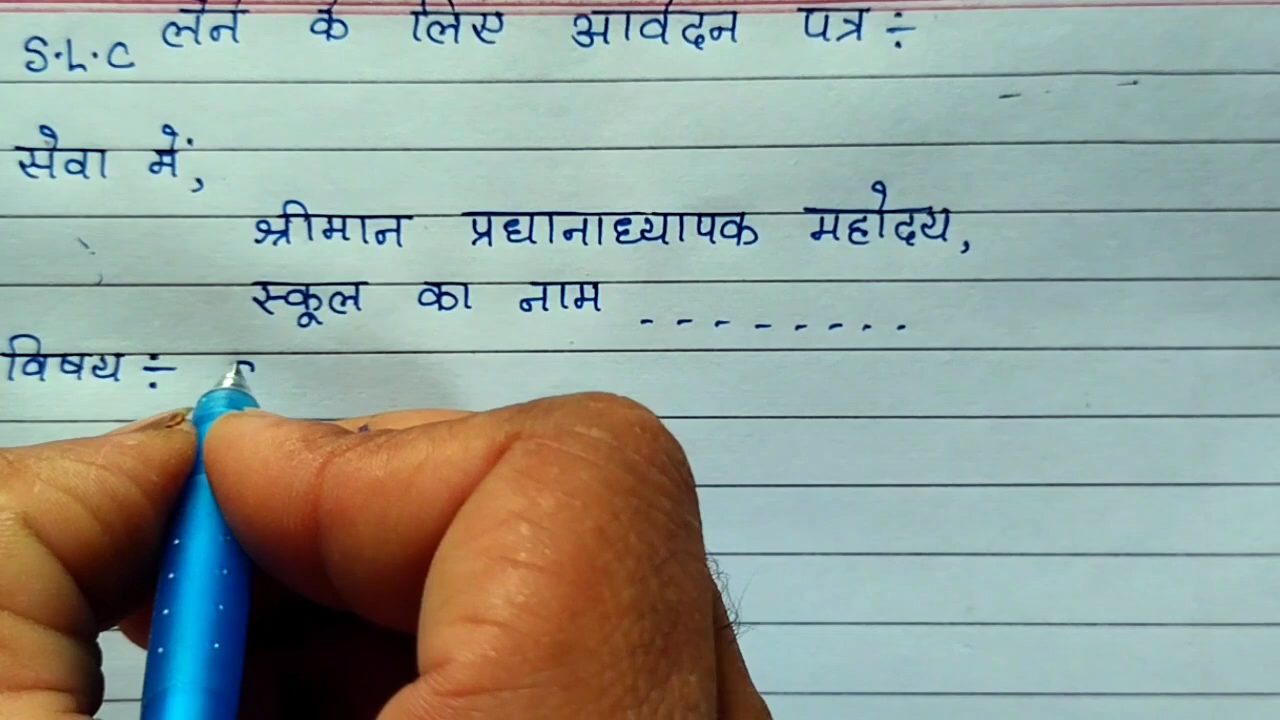 S.L.C लेने के लिए आवेदन पत्र ÷
सेवा में,
श्रीमान प्रधानाध्यापक महोदय,
स्कूल का नाम --------
विषय ÷